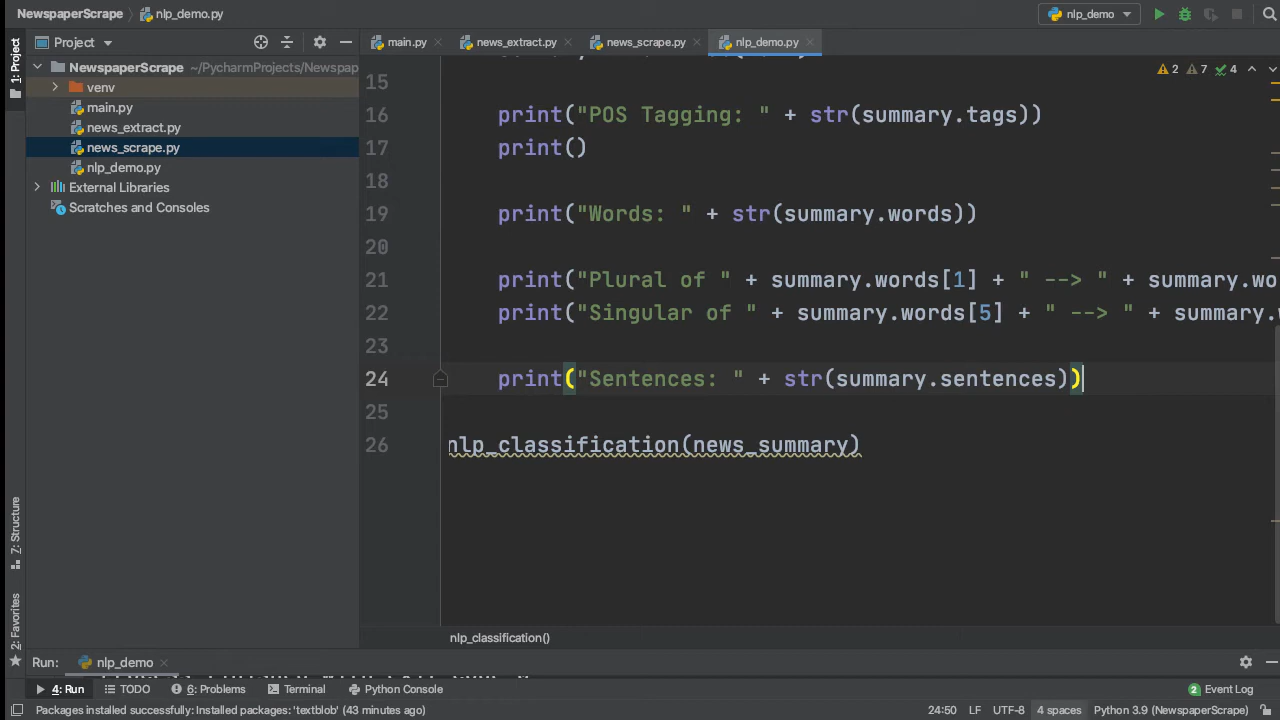 NewspaperScrape
nlp_demo.py
nlp_demo
Project
main.py
news_extract.py
news_scrape.py
nlp_demo.py
1: Project
NewspaperScrape ~/PycharmProjects/Newspap
venv
main.py
news_extract.py
news_scrape.py
nlp_demo.py
External Libraries
Scratches and Consoles
2 7 4
15
16 print("POS Tagging: " + str(summary.tags))
17 print()
18
19 print("Words: " + str(summary.words))
20
21 print("Plural of " + summary.words[1] + " --> " + summary.wo
22 print("Singular of " + summary.words[5] + " --> " + summary.w
23
24 print("Sentences: " + str(summary.sentences))
25
26 nlp_classification(news_summary)
nlp_classification()
7: Structure
2: Favorites
Run: nlp_demo
4: Run
TODO
6: Problems
Terminal
Python Console
2 Event Log
Packages installed successfully: Installed packages: 'textblob' (43 minutes ago)
24:50 LF UTF-8 4 spaces Python 3.9 (NewspaperScrape)